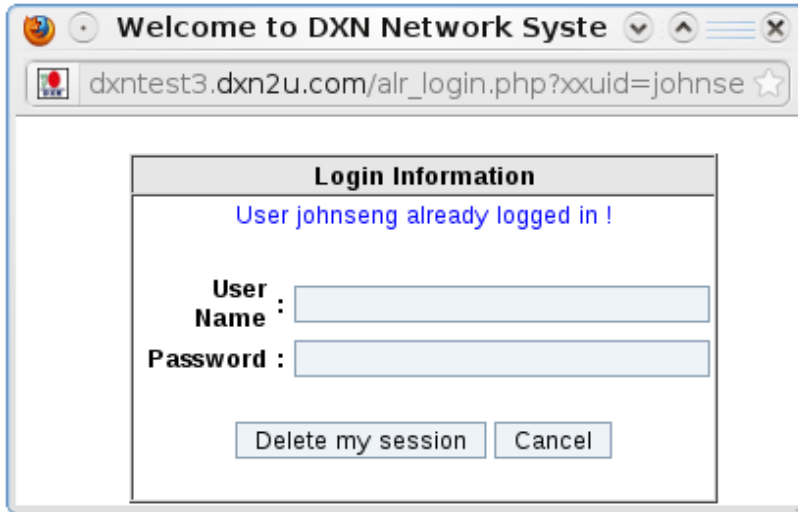 Welcome to DXN Network Syste
dxntest3.dxn2u.com/alr_login.php?xxuid=johnse
Login Information
User johnseng already logged in !
User
Name :
Password :
Delete my session Cancel